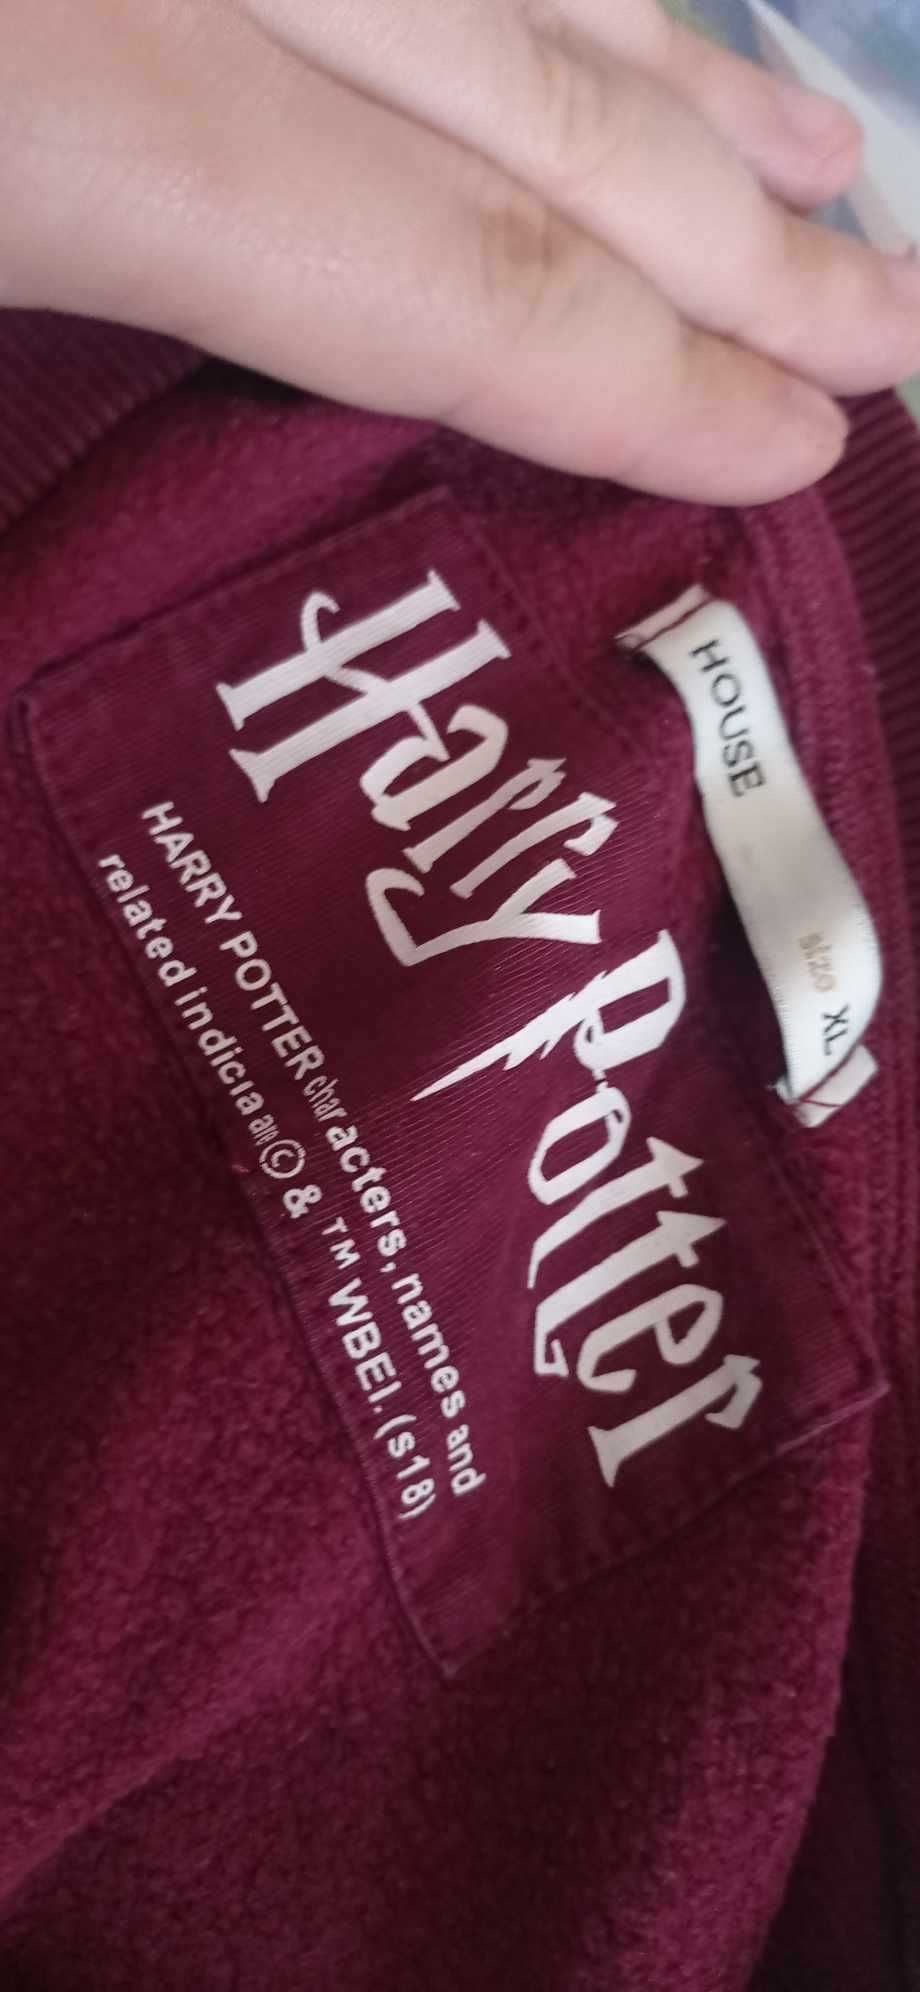 HOUSE
size XL
Harry Potter
HARRY POTTER characters, names and
related indicia are © & ™ WBEI. (s18)